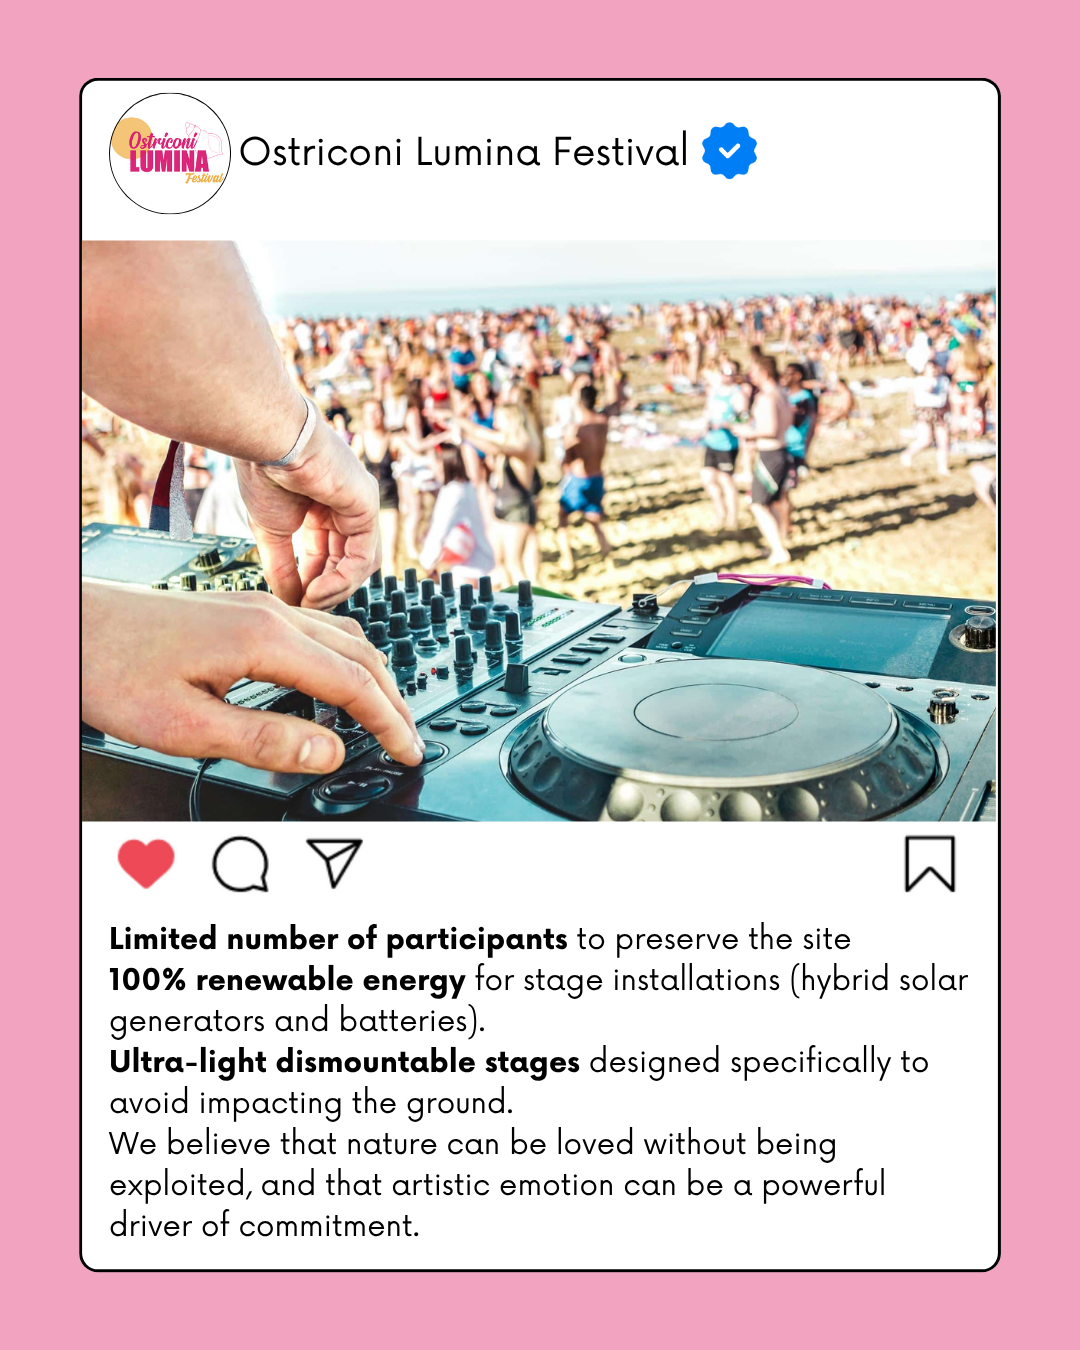 Ostriconi
LUMINA
Festival
Ostriconi Lumina Festival
Limited number of participants to preserve the site
100% renewable energy for stage installations (hybrid solar
generators and batteries).
Ultra-light dismountable stages designed specifically to
avoid impacting the ground.
We believe that nature can be loved without being
exploited, and that artistic emotion can be a powerful
driver of commitment.